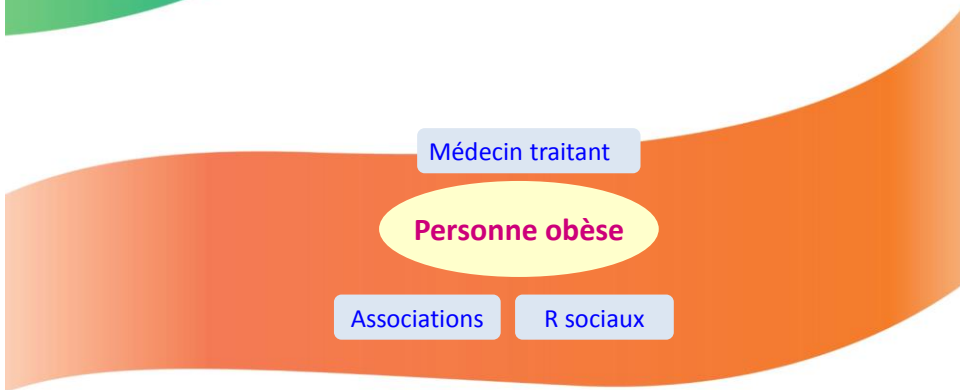 Médecin traitant
Personne obèse
Associations
R sociaux